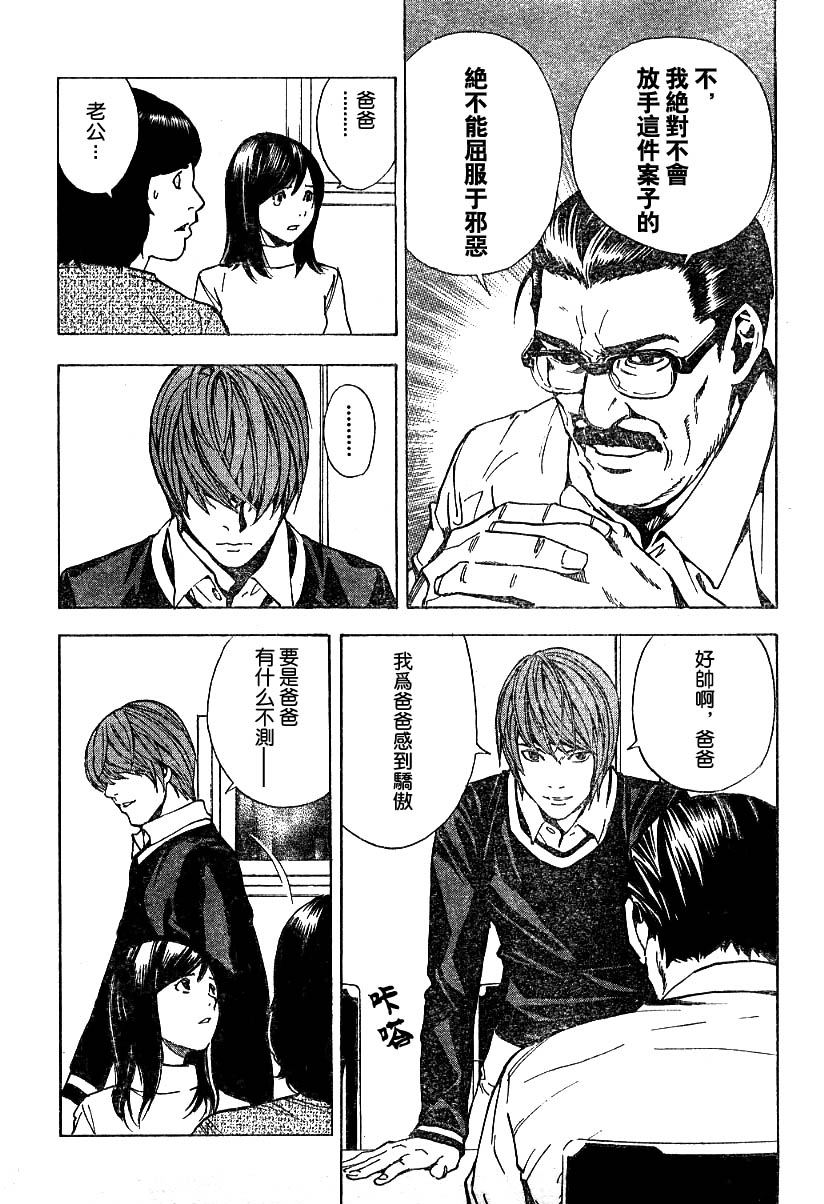 不，
我絕對不會
放手這件案子的
絕不能屈服于邪惡
爸爸
⋯⋯
老公⋯
⋯⋯⋯
好帥啊，爸爸
我爲爸爸感到驕傲
咔嗒
要是爸爸
有什么不測——